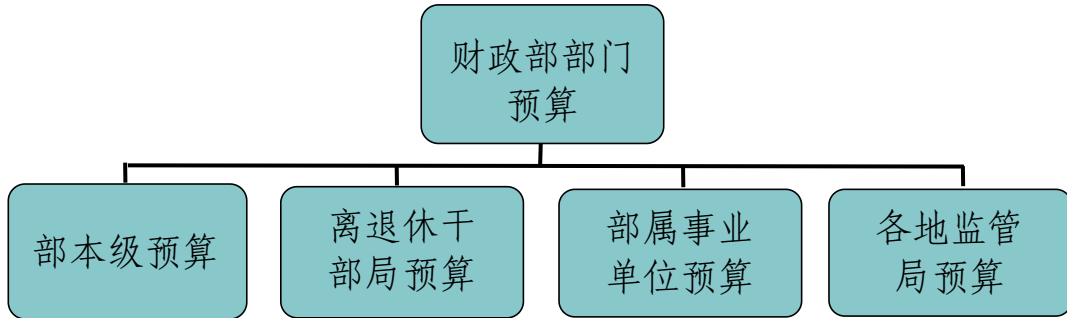 财政部部门
预算
部本级预算
离退休干
部局预算
部属事业
单位预算
各地监管
局预算